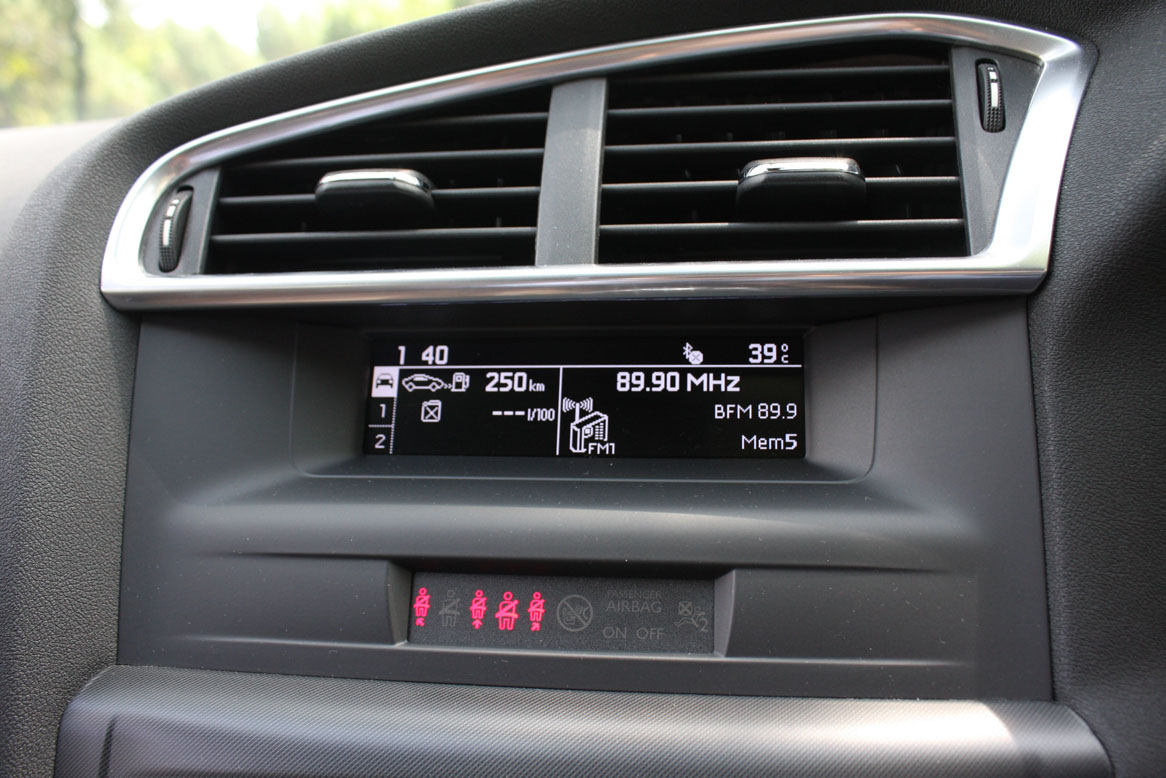 1 40 39°C
250 km 89.90 MHz
1 ---l/100 BFM 89.9
2 FM1 Mem5
PASSENGER
AIRBAG
ON OFF 2